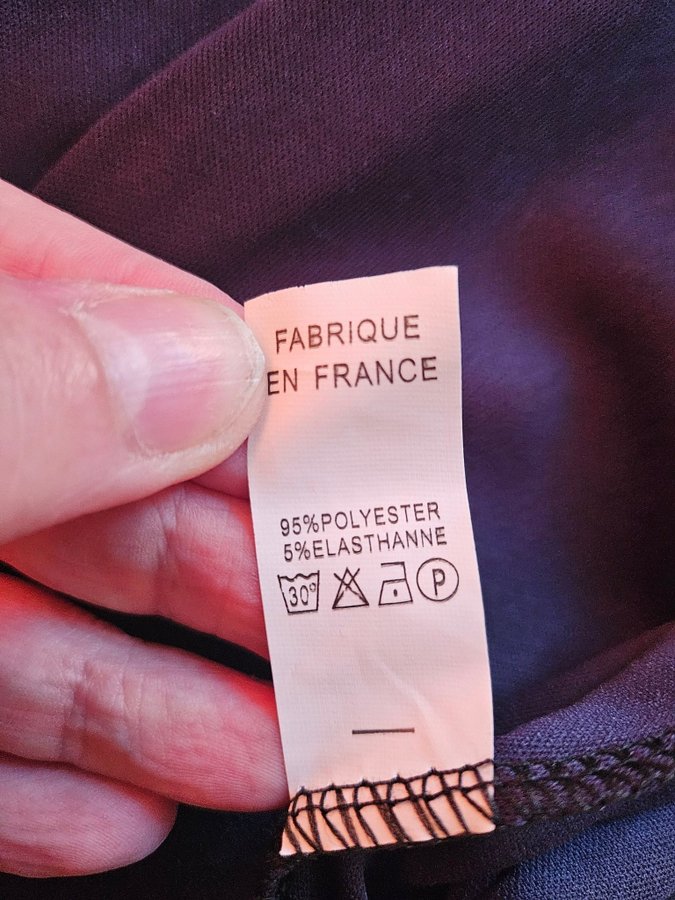 FABRIQUE
EN FRANCE
95%POLYESTER
5%ELASTHANNE
30° P